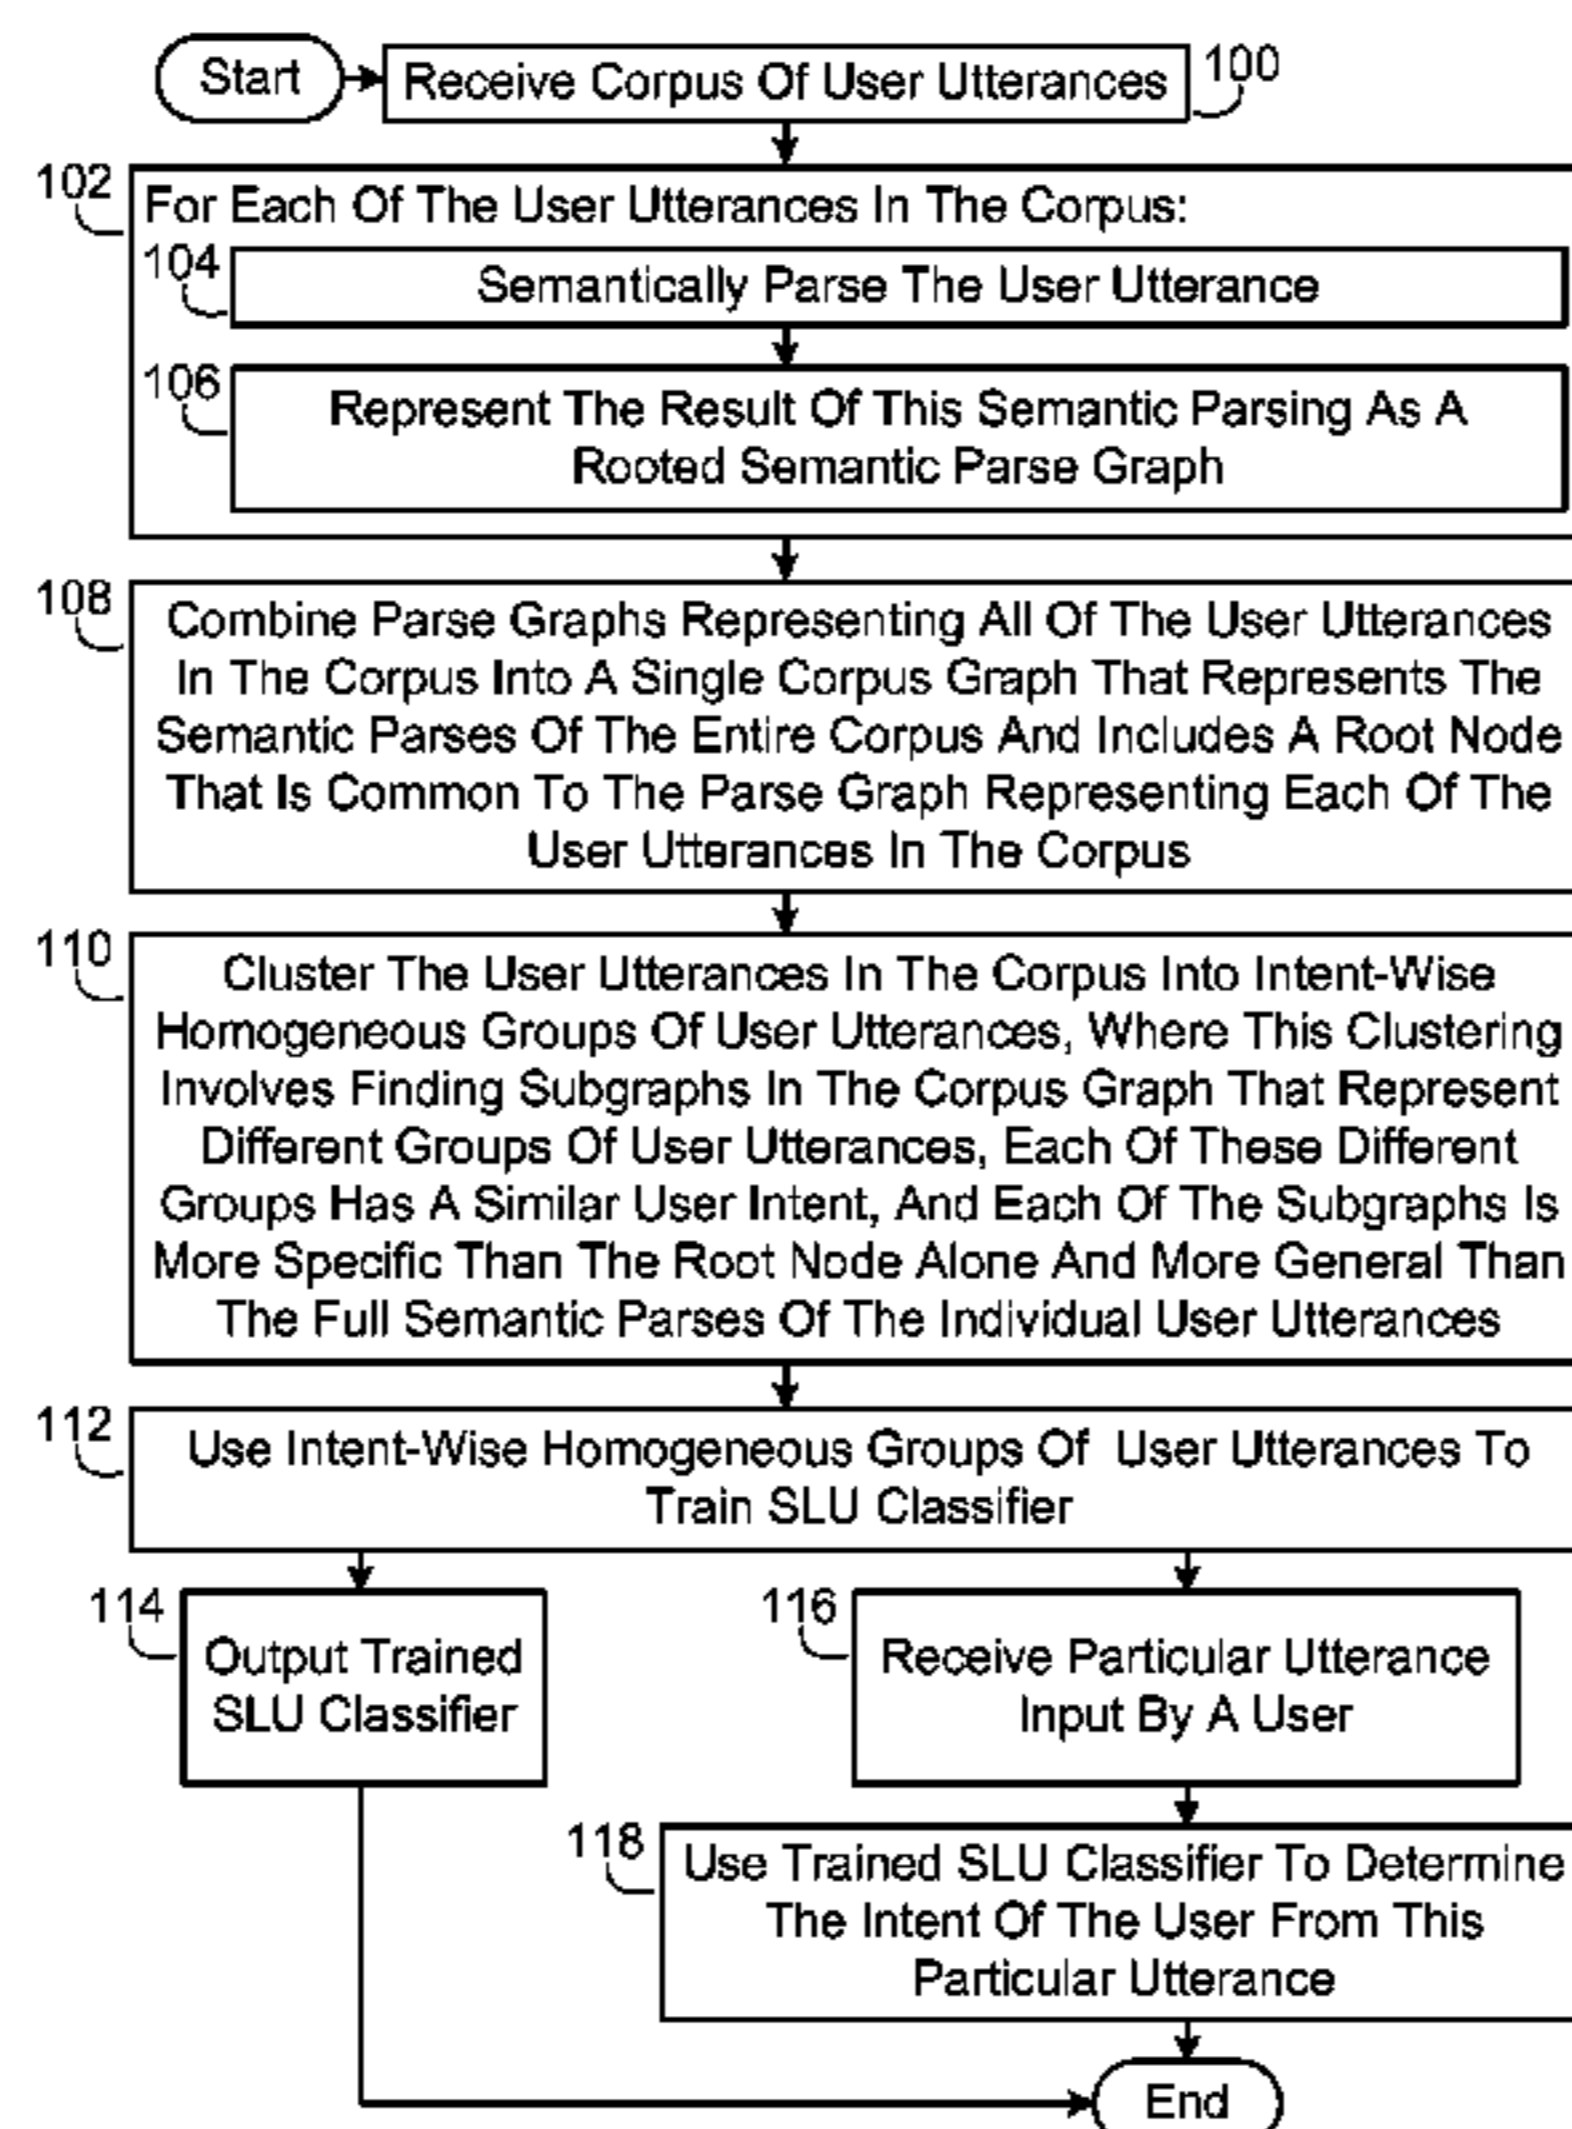 Start
Receive Corpus Of User Utterances
100
102
For Each Of The User Utterances In The Corpus:
104
Semantically Parse The User Utterance
106
Represent The Result Of This Semantic Parsing As A
Rooted Semantic Parse Graph
108
Combine Parse Graphs Representing All Of The User Utterances
In The Corpus Into A Single Corpus Graph That Represents The
Semantic Parses Of The Entire Corpus And Includes A Root Node
That Is Common To The Parse Graph Representing Each Of The
User Utterances In The Corpus
110
Cluster The User Utterances In The Corpus Into Intent-Wise
Homogeneous Groups Of User Utterances, Where This Clustering
Involves Finding Subgraphs In The Corpus Graph That Represent
Different Groups Of User Utterances, Each Of These Different
Groups Has A Similar User Intent, And Each Of The Subgraphs Is
More Specific Than The Root Node Alone And More General Than
The Full Semantic Parses Of The Individual User Utterances
112
Use Intent-Wise Homogeneous Groups Of User Utterances To
Train SLU Classifier
114
Output Trained
SLU Classifier
116
Receive Particular Utterance
Input By A User
118
Use Trained SLU Classifier To Determine
The Intent Of The User From This
Particular Utterance
End